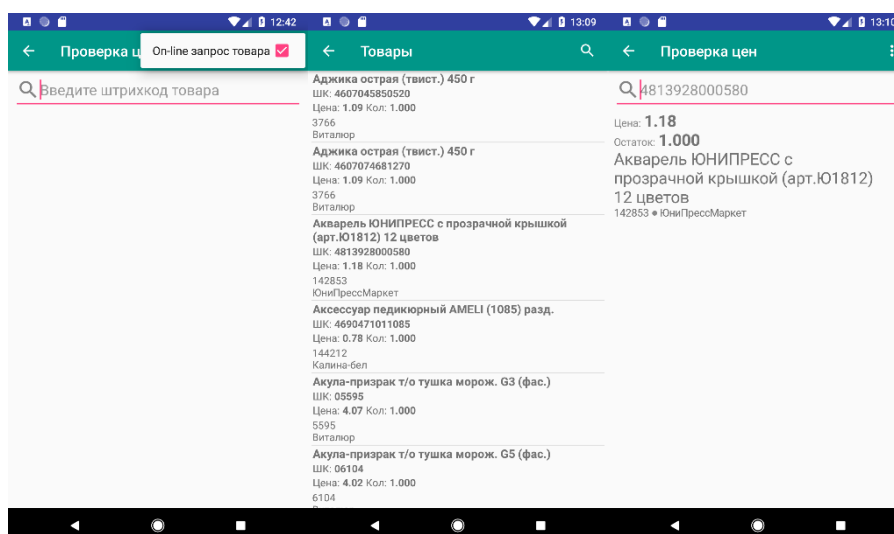 12:42
Проверка ц
On-line запрос товара
Введите штрихкод товара
13:09
Товары
Аджика острая (твист.) 450 г
ШК: 4607045850520
Цена: 1.09 Кол: 1.000
3766
Виталюр
Аджика острая (твист.) 450 г
ШК: 4607074681270
Цена: 1.09 Кол: 1.000
3766
Виталюр
Акварель ЮНИПРЕСС с прозрачной крышкой
(арт.Ю1812) 12 цветов
ШК: 4813928000580
Цена: 1.18 Кол: 1.000
142853
ЮниПрессМаркет
Аксессуар педикюрный AMELI (1085) разд.
ШК: 4690471011085
Цена: 0.78 Кол: 1.000
144212
Калина-бел
Акула-призрак т/о тушка морож. G3 (фас.)
ШК: 05595
Цена: 4.07 Кол: 1.000
5595
Виталюр
Акула-призрак т/о тушка морож. G5 (фас.)
ШК: 06104
Цена: 4.02 Кол: 1.000
6104
13:10
Проверка цен
4813928000580
Цена: 1.18
Остаток: 1.000
Акварель ЮНИПРЕСС с
прозрачной крышкой (арт.Ю1812)
12 цветов
142853 • ЮниПрессМаркет